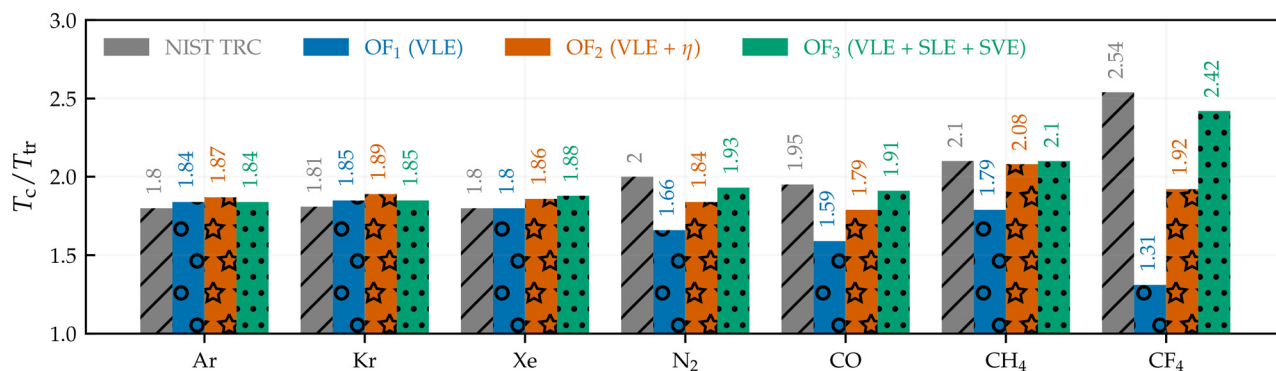 3.0
2.5
2.0
1.5
1.0
T_c / T_tr
NIST TRC
OF₁ (VLE)
OF₂ (VLE + η)
OF₃ (VLE + SLE + SVE)
1.8 1.84 1.87 1.84
1.81 1.85 1.89 1.85
1.8 1.8 1.86 1.88
2 1.66 1.84 1.93
1.95 1.59 1.79 1.91
2.1 1.79 2.08 2.1
2.54 1.31 1.92 2.42
Ar Kr Xe N₂ CO CH₄ CF₄